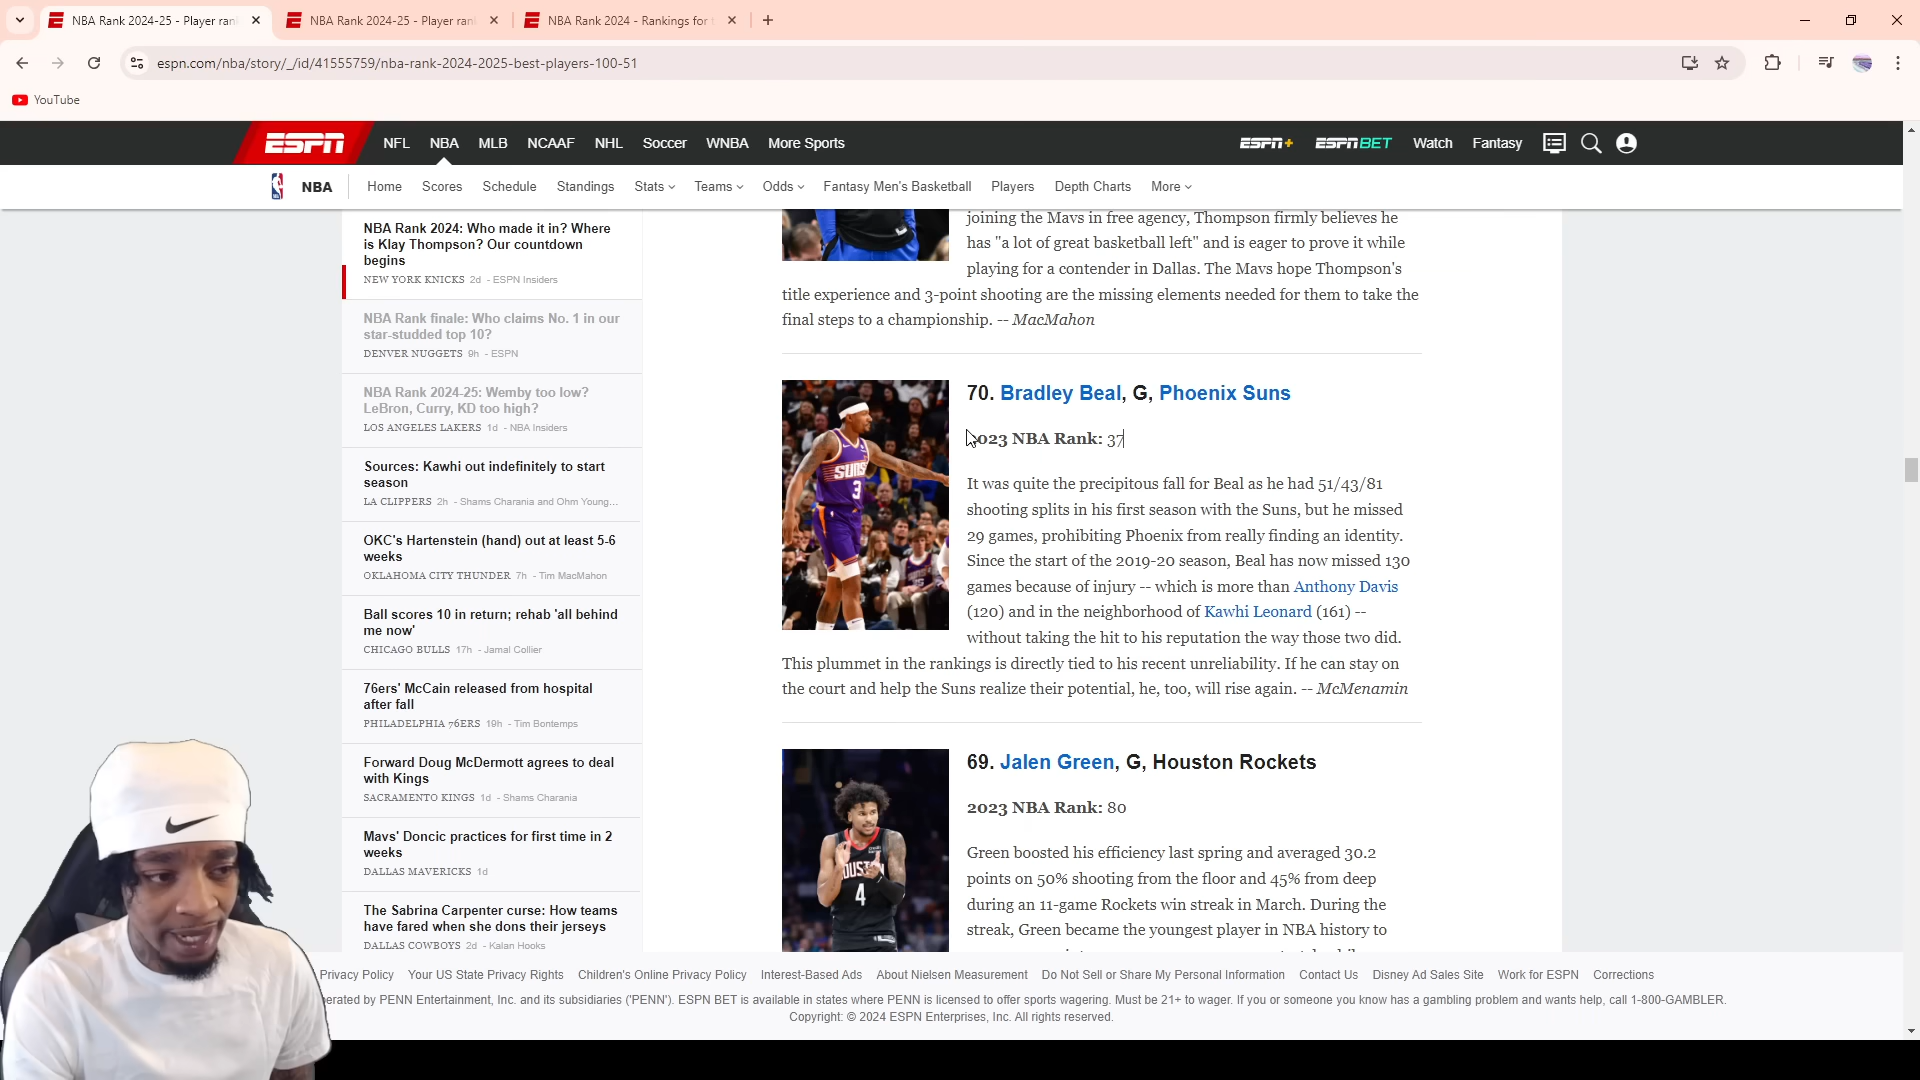 NBA Rank 2024-25 - Player ran
NBA Rank 2024-25 - Player ran
NBA Rank 2024 - Rankings for t
espn.com/nba/story/_/id/41555759/nba-rank-2024-2025-best-players-100-51
YouTube
ESPN NFL NBA MLB NCAAF NHL Soccer WNBA More Sports ESPN+ ESPN BET Watch Fantasy
NBA Home Scores Schedule Standings Stats Teams Odds Fantasy Men's Basketball Players Depth Charts More
NBA Rank 2024: Who made it in? Where
is Klay Thompson? Our countdown
begins
NEW YORK KNICKS 2d - ESPN Insiders
NBA Rank finale: Who claims No. 1 in our
star-studded top 10?
DENVER NUGGETS 9h - ESPN
NBA Rank 2024-25: Wemby too low?
LeBron, Curry, KD too high?
LOS ANGELES LAKERS 1d - NBA Insiders
Sources: Kawhi out indefinitely to start
season
LA CLIPPERS 2h - Shams Charania and Ohm Young...
OKC's Hartenstein (hand) out at least 5-6
weeks
OKLAHOMA CITY THUNDER 7h - Tim MacMahon
Ball scores 10 in return; rehab 'all behind
me now'
CHICAGO BULLS 17h - Jamal Collier
76ers' McCain released from hospital
after fall
PHILADELPHIA 76ERS 19h - Tim Bontemps
Forward Doug McDermott agrees to deal
with Kings
SACRAMENTO KINGS 1d - Shams Charania
Mavs' Doncic practices for first time in 2
weeks
DALLAS MAVERICKS 1d
The Sabrina Carpenter curse: How teams
have fared when she dons their jerseys
DALLAS COWBOYS 2d - Kalan Hooks
joining the Mavs in free agency, Thompson firmly believes he
has "a lot of great basketball left" and is eager to prove it while
playing for a contender in Dallas. The Mavs hope Thompson's
title experience and 3-point shooting are the missing elements needed for them to take the
final steps to a championship. -- MacMahon
70. Bradley Beal, G, Phoenix Suns
2023 NBA Rank: 37
It was quite the precipitous fall for Beal as he had 51/43/81
shooting splits in his first season with the Suns, but he missed
29 games, prohibiting Phoenix from really finding an identity.
Since the start of the 2019-20 season, Beal has now missed 130
games because of injury -- which is more than Anthony Davis
(120) and in the neighborhood of Kawhi Leonard (161) --
without taking the hit to his reputation the way those two did.
This plummet in the rankings is directly tied to his recent unreliability. If he can stay on
the court and help the Suns realize their potential, he, too, will rise again. -- McMenamin
SUNS
3
69. Jalen Green, G, Houston Rockets
2023 NBA Rank: 80
Green boosted his efficiency last spring and averaged 30.2
points on 50% shooting from the floor and 45% from deep
during an 11-game Rockets win streak in March. During the
streak, Green became the youngest player in NBA history to
HOUSTON
4
Privacy Policy Your US State Privacy Rights Children's Online Privacy Policy Interest-Based Ads About Nielsen Measurement Do Not Sell or Share My Personal Information Contact Us Disney Ad Sales Site Work for ESPN Corrections
erated by PENN Entertainment, Inc. and its subsidiaries ('PENN'). ESPN BET is available in states where PENN is licensed to offer sports wagering. Must be 21+ to wager. If you or someone you know has a gambling problem and wants help, call 1-800-GAMBLER.
Copyright: © 2024 ESPN Enterprises, Inc. All rights reserved.